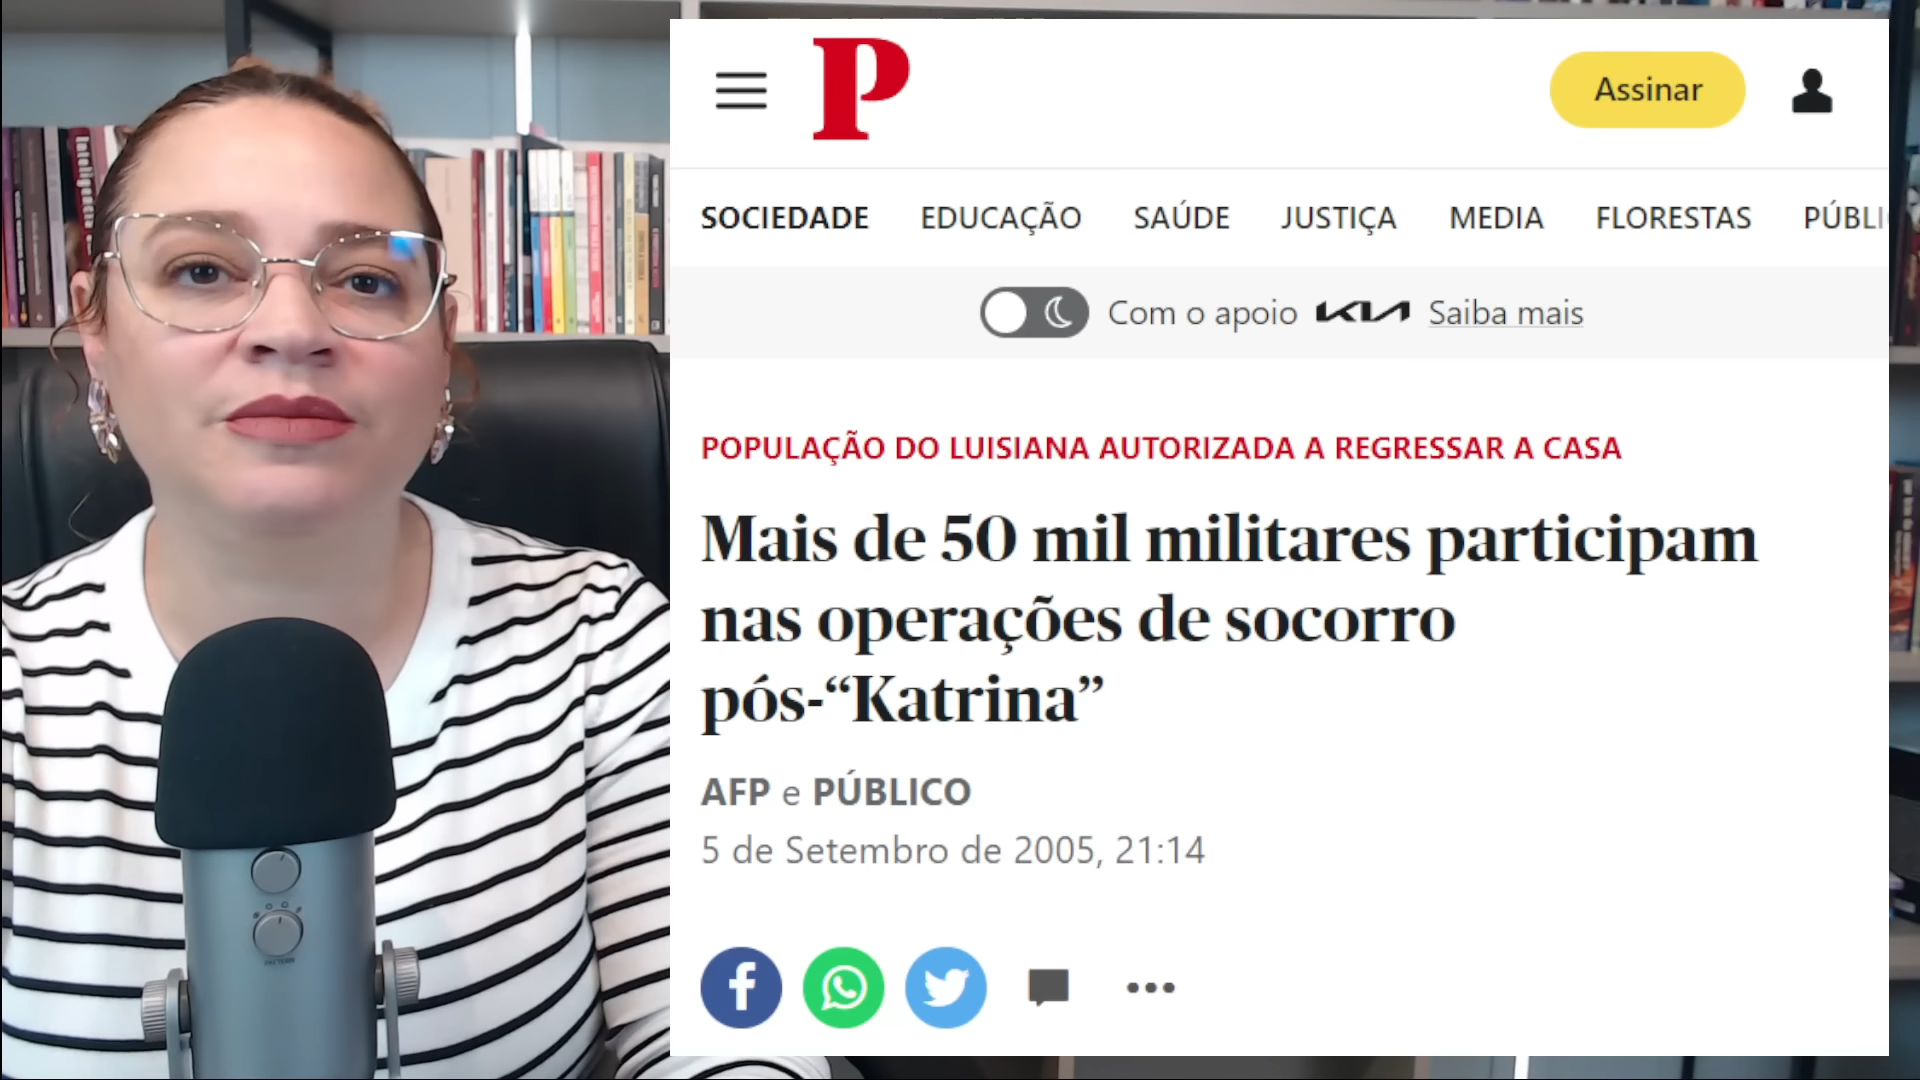 P
Assinar
SOCIEDADE EDUCAÇÃO SAÚDE JUSTIÇA MEDIA FLORESTAS PÚBLI
Com o apoio KIA Saiba mais
POPULAÇÃO DO LUISIANA AUTORIZADA A REGRESSAR A CASA
Mais de 50 mil militares participam
nas operações de socorro
pós-“Katrina”
AFP e PÚBLICO
5 de Setembro de 2005, 21:14
PATTERN